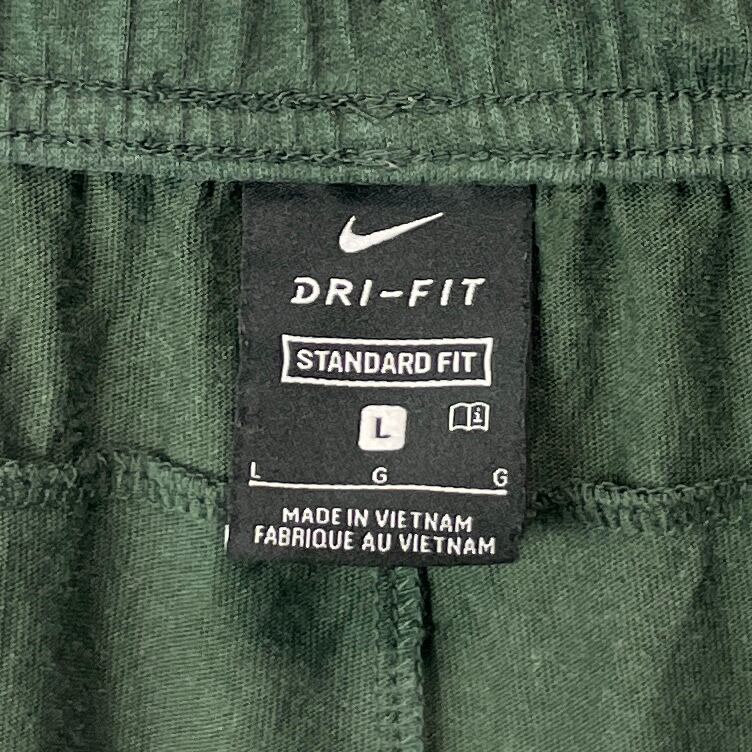 DRI-FIT
STANDARD FIT
L
i
L G G
MADE IN VIETNAM
FABRIQUE AU VIETNAM